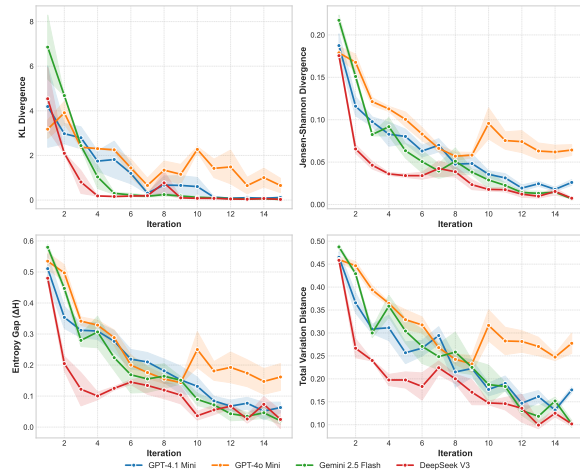 8
6
4
2
0
KL Divergence
2 4 6 8 10 12 14
Iteration
0.20
0.15
0.10
0.05
0.00
Jensen-Shannon Divergence
2 4 6 8 10 12 14
Iteration
0.6
0.5
0.4
0.3
0.2
0.1
0.0
Entropy Gap (ΔH)
2 4 6 8 10 12 14
Iteration
0.50
0.45
0.40
0.35
0.30
0.25
0.20
0.15
0.10
Total Variation Distance
2 4 6 8 10 12 14
Iteration
GPT-4.1 Mini GPT-4o Mini Gemini 2.5 Flash DeepSeek V3